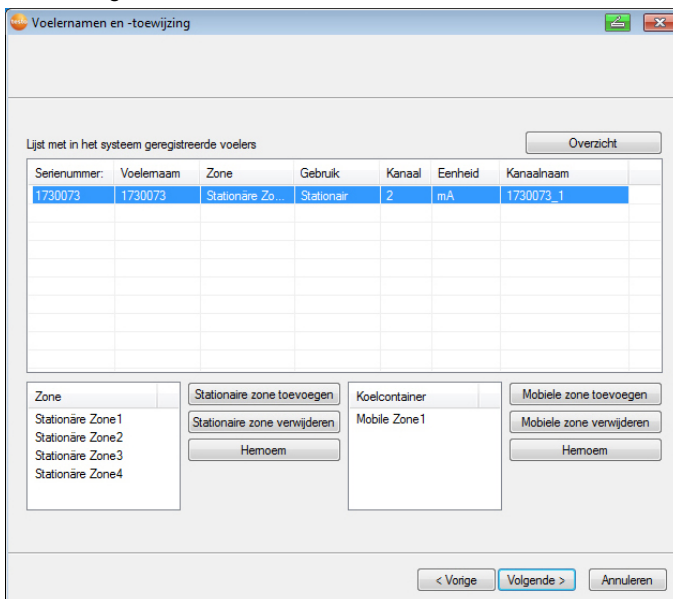 testo Voelernamen en -toewijzing
Lijst met in het systeem geregistreerde voelers Overzicht
Serienummer: Voelernaam Zone Gebruik Kanaal Eenheid Kanaalnaam
1730073 1730073 Stationäre Zo... Stationair 2 mA 1730073_1
Zone Stationaire zone toevoegen Koelcontainer Mobiele zone toevoegen
Stationäre Zone1 Stationaire zone verwijderen Mobile Zone1 Mobiele zone verwijderen
Stationäre Zone2
Stationäre Zone3 Hernoem Hernoem
Stationäre Zone4
< Vorige Volgende > Annuleren